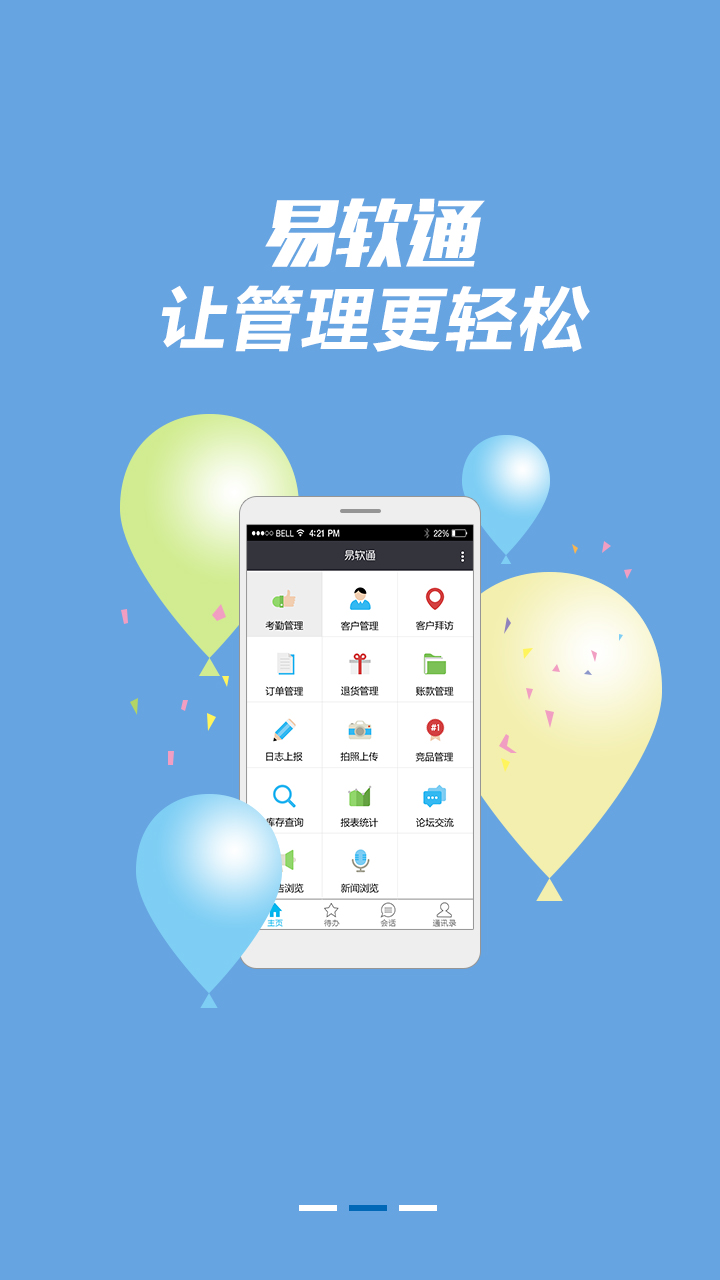 易软通
让管理更轻松
BELL 4:21 PM 22%
易软通
考勤管理 客户管理 客户拜访
订单管理 退货管理 账款管理
#1
日志上报 拍照上传 竞品管理
库存查询 报表统计 论坛交流
告浏览 新闻浏览
主页 待办 会话 通讯录